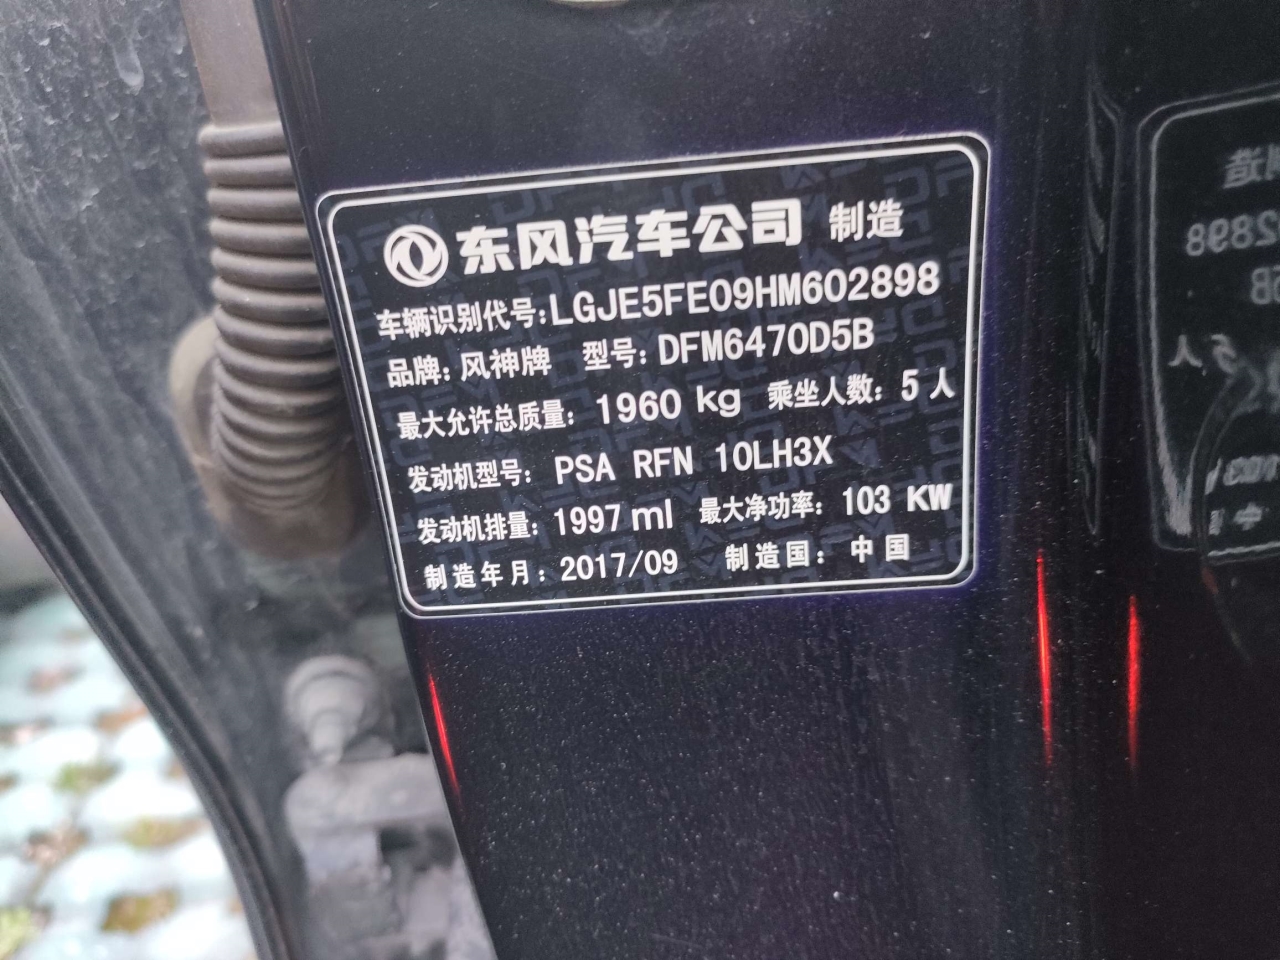 东风汽车公司 制造
车辆识别代号:LGJE5FE09HM602898
品牌:风神牌 型号:DFM6470D5B
最大允许总质量: 1960 kg 乘坐人数: 5 人
发动机型号: PSA RFN 10LH3X
发动机排量: 1997 ml 最大净功率: 103 KW
制造年月: 2017/09 制造国: 中国